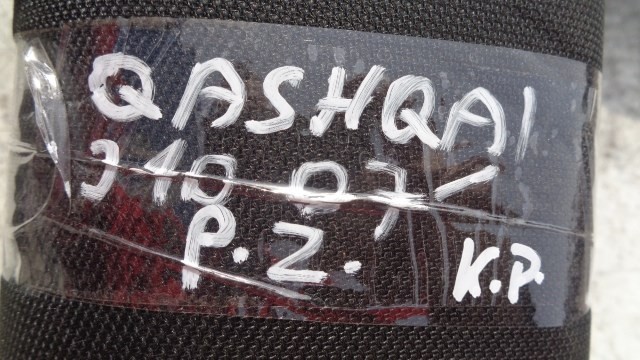 QASHQAI
J10 07/
P.Z.
K.P.